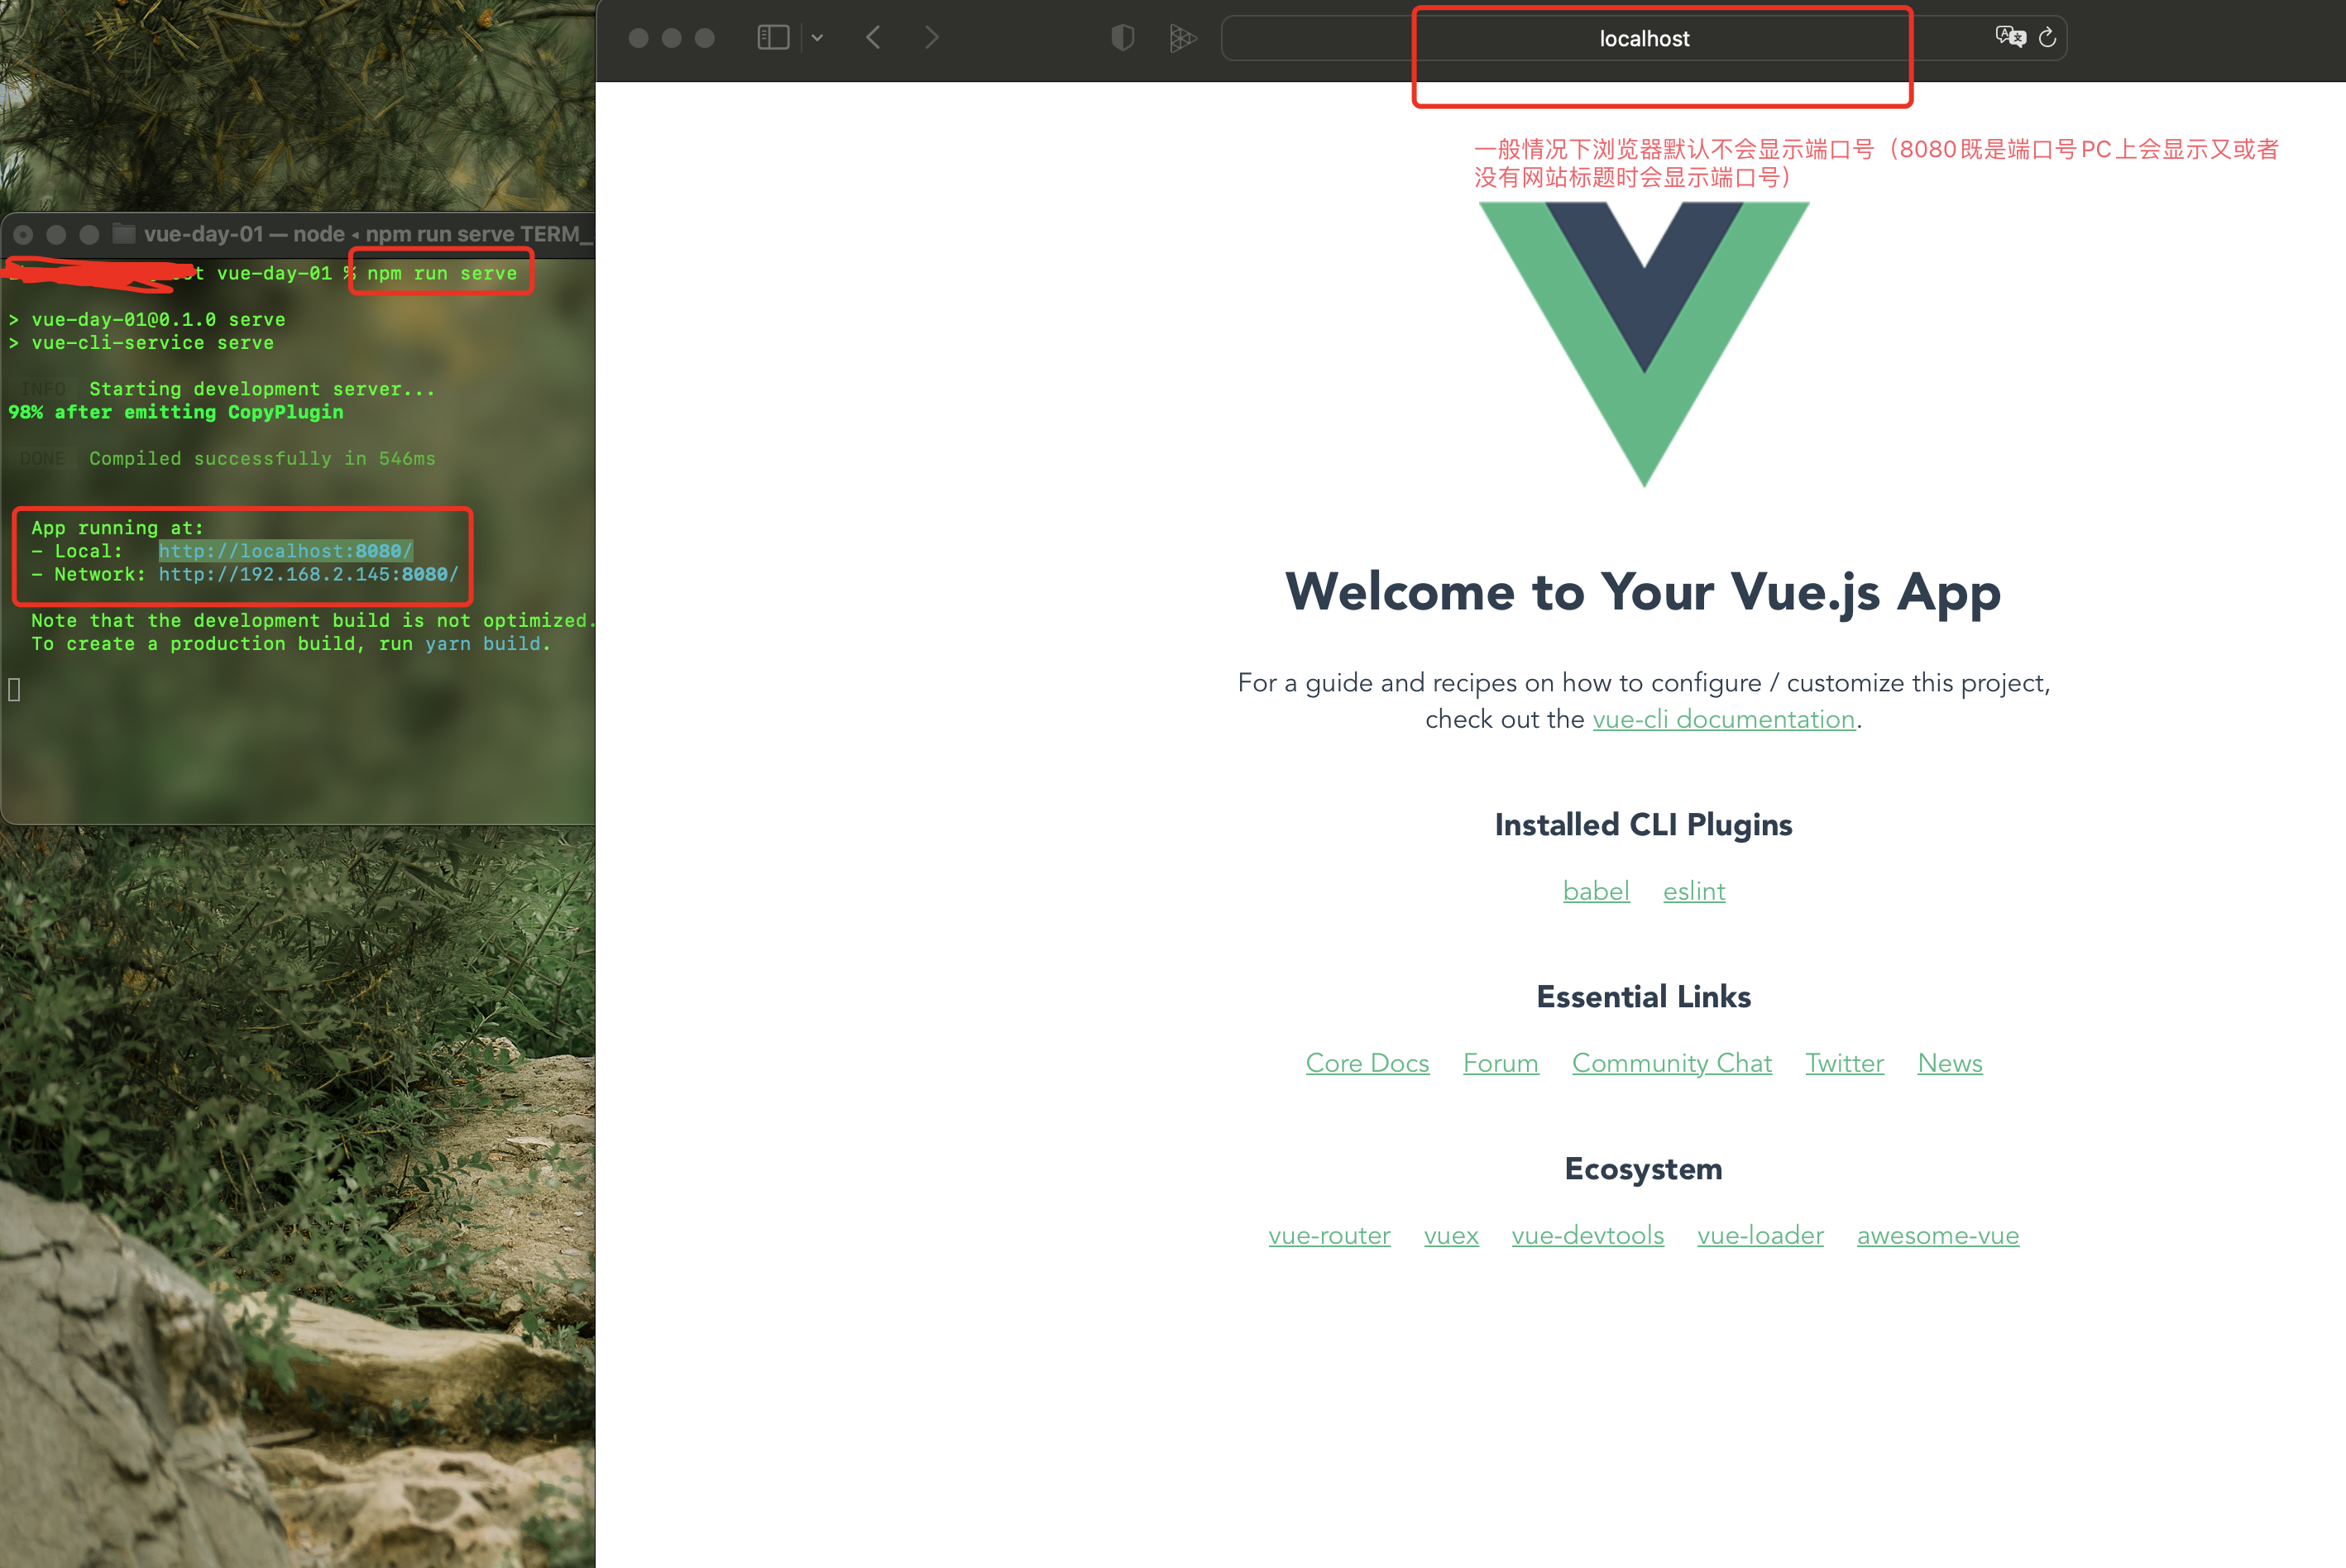 localhost
一般情况下浏览器默认不会显示端口号（8080既是端口号PC上会显示又或者
没有网站标题时会显示端口号）
vue-day-01 — node ◂ npm run serve TERM_
vue-day-01 % npm run serve
> vue-day-01@0.1.0 serve
> vue-cli-service serve
INFO Starting development server...
98% after emitting CopyPlugin
DONE Compiled successfully in 546ms
App running at:
- Local: http://localhost:8080/
- Network: http://192.168.2.145:8080/
Note that the development build is not optimized.
To create a production build, run yarn build.
Welcome to Your Vue.js App
For a guide and recipes on how to configure / customize this project,
check out the vue-cli documentation.
Installed CLI Plugins
babel eslint
Essential Links
Core Docs Forum Community Chat Twitter News
Ecosystem
vue-router vuex vue-devtools vue-loader awesome-vue